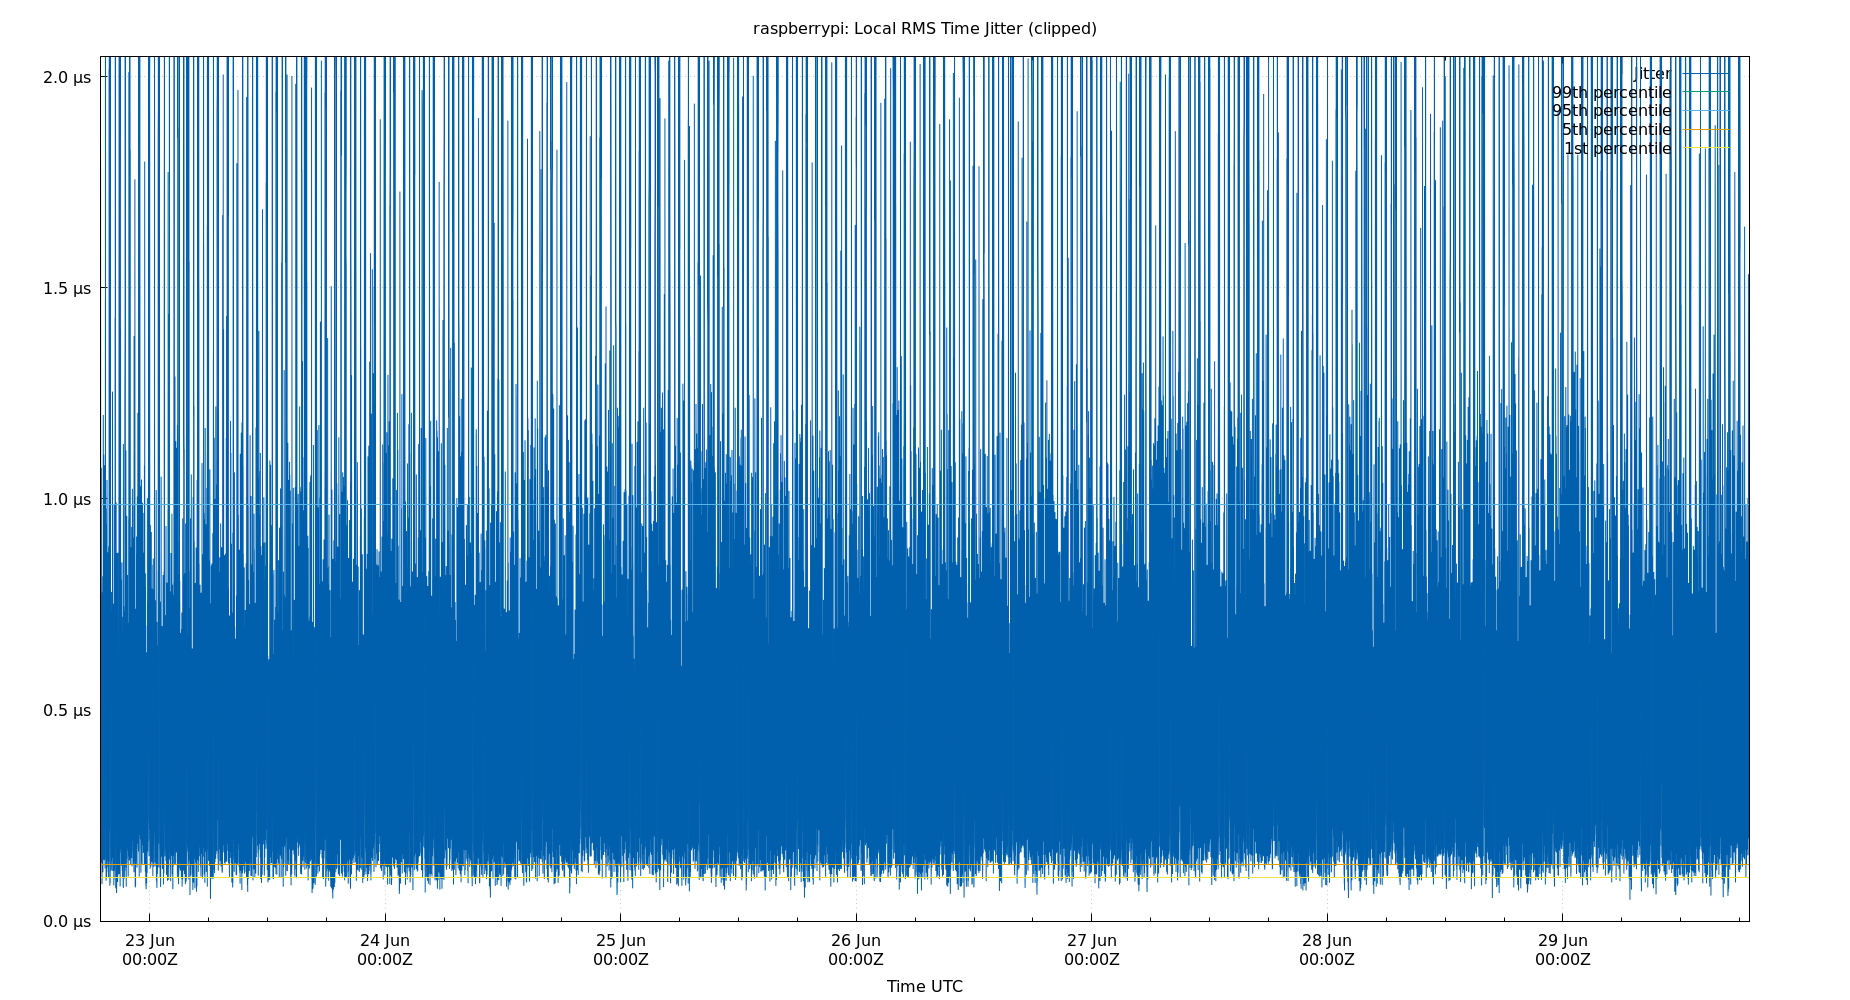 raspberrypi: Local RMS Time Jitter (clipped)
2.0 µs
1.5 µs
1.0 µs
0.5 µs
0.0 µs
jitter
99th percentile
95th percentile
5th percentile
1st percentile
23 Jun 24 Jun 25 Jun 26 Jun 27 Jun 28 Jun 29 Jun
00:00Z 00:00Z 00:00Z 00:00Z 00:00Z 00:00Z 00:00Z
Time UTC